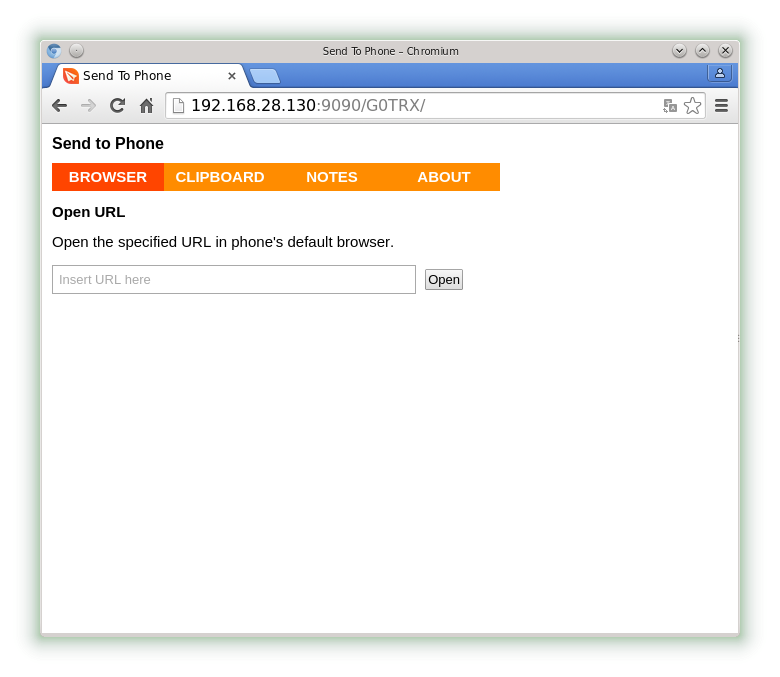 Send To Phone – Chromium
Send To Phone
192.168.28.130:9090/G0TRX/
Send to Phone
BROWSER CLIPBOARD NOTES ABOUT
Open URL
Open the specified URL in phone's default browser.
Insert URL here Open